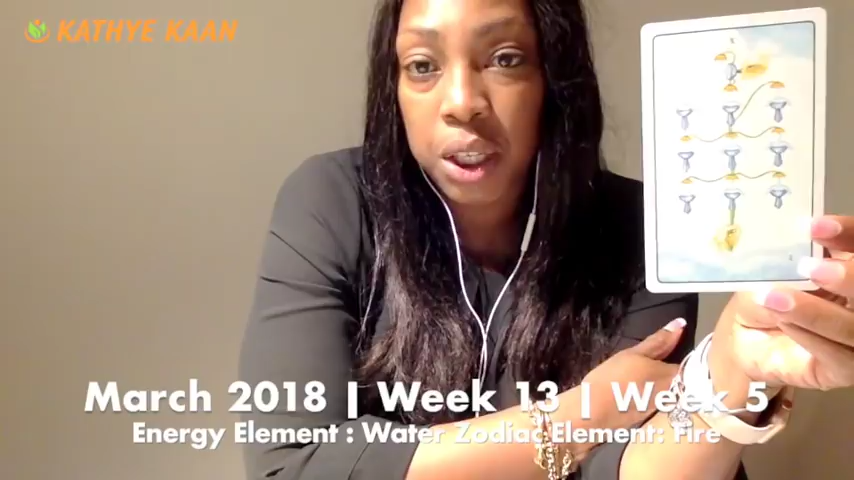 KATHYE KAAN
March 2018 | Week 13 | Week 5
Energy Element : Water Zodiac Element: Fire